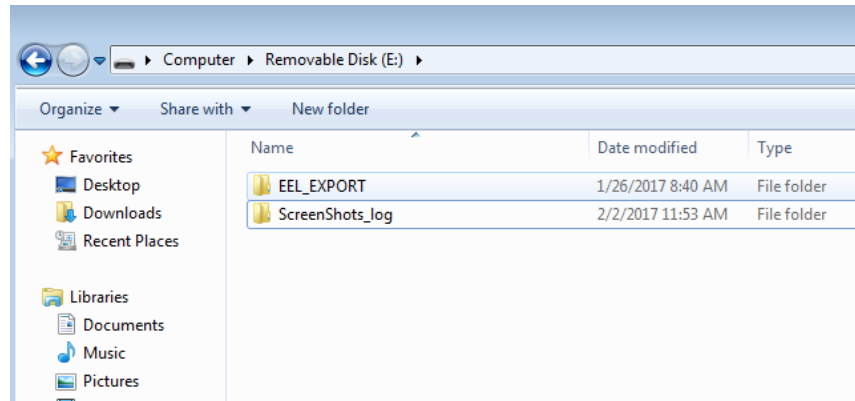 Computer Removable Disk (E:)
Organize Share with New folder
Favorites
Desktop
Downloads
Recent Places
Libraries
Documents
Music
Pictures
Name Date modified Type
EEL_EXPORT 1/26/2017 8:40 AM File folder
ScreenShots_log 2/2/2017 11:53 AM File folder